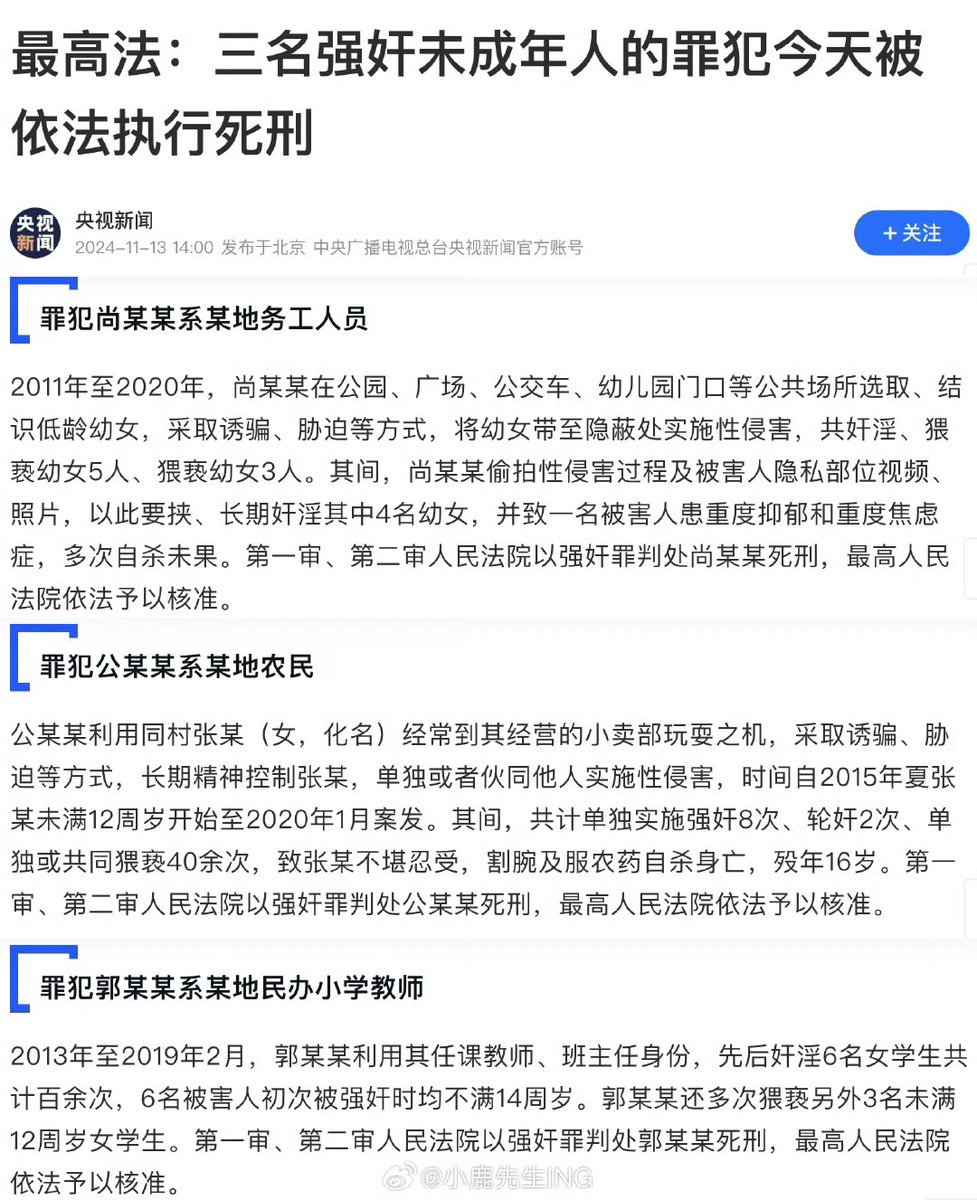 最高法：三名强奸未成年人的罪犯今天被
依法执行死刑
央视
新闻
央视新闻
2024-11-13 14:00 发布于北京 中央广播电视总台央视新闻官方账号
+ 关注
罪犯尚某某系某地务工人员
2011年至2020年，尚某某在公园、广场、公交车、幼儿园门口等公共场所选取、结
识低龄幼女，采取诱骗、胁迫等方式，将幼女带至隐蔽处实施性侵害，共奸淫、猥
亵幼女5人、猥亵幼女3人。其间，尚某某偷拍性侵害过程及被害人隐私部位视频、
照片，以此要挟、长期奸淫其中4名幼女，并致一名被害人患重度抑郁和重度焦虑
症，多次自杀未果。第一审、第二审人民法院以强奸罪判处尚某某死刑，最高人民
法院依法予以核准。
罪犯公某某系某地农民
公某某利用同村张某（女，化名）经常到其经营的小卖部玩耍之机，采取诱骗、胁
迫等方式，长期精神控制张某，单独或者伙同他人实施性侵害，时间自2015年夏张
某未满12周岁开始至2020年1月案发。其间，共计单独实施强奸8次、轮奸2次、单
独或共同猥亵40余次，致张某不堪忍受，割腕及服农药自杀身亡，殁年16岁。第一
审、第二审人民法院以强奸罪判处公某某死刑，最高人民法院依法予以核准。
罪犯郭某某系某地民办小学教师
2013年至2019年2月，郭某某利用其任课教师、班主任身份，先后奸淫6名女学生共
计百余次，6名被害人初次被强奸时均不满14周岁。郭某某还多次猥亵另外3名未满
12周岁女学生。第一审、第二审人民法院以强奸罪判处郭某某死刑，最高人民法院
依法予以核准。
@小鹿先生ING